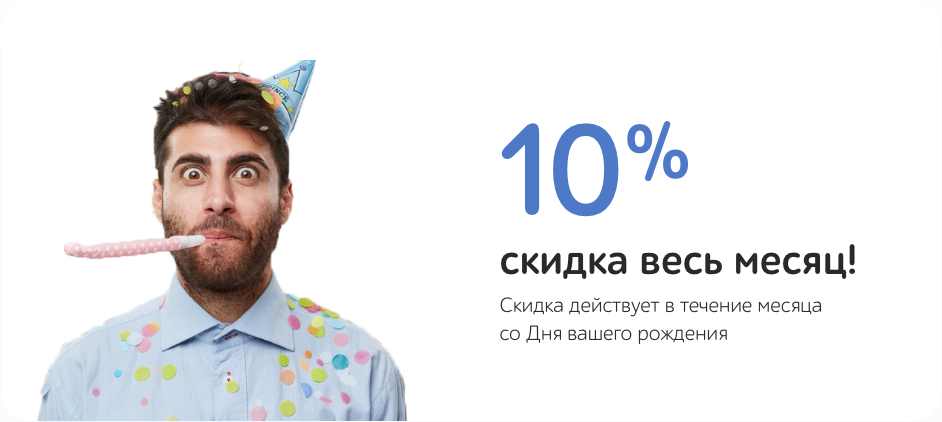 10%
скидка весь месяц!
Скидка действует в течение месяца
со Дня вашего рождения